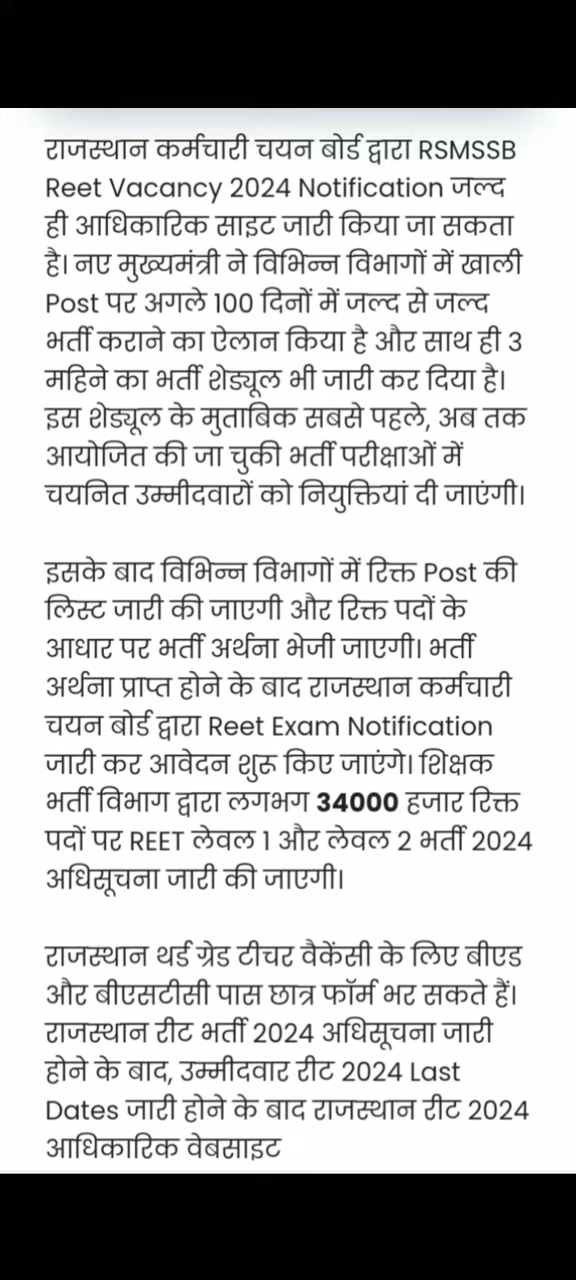 राजस्थान कर्मचारी चयन बोर्ड द्वारा RSMSSB
Reet Vacancy 2024 Notification जल्द
ही आधिकारिक साइट जारी किया जा सकता
है। नए मुख्यमंत्री ने विभिन्न विभागों में खाली
Post पर अगले 100 दिनों में जल्द से जल्द
भर्ती कराने का ऐलान किया है और साथ ही 3
महिने का भर्ती शेड्यूल भी जारी कर दिया है।
इस शेड्यूल के मुताबिक सबसे पहले, अब तक
आयोजित की जा चुकी भर्ती परीक्षाओं में
चयनित उम्मीदवारों को नियुक्तियां दी जाएंगी।
इसके बाद विभिन्न विभागों में रिक्त Post की
लिस्ट जारी की जाएगी और रिक्त पदों के
आधार पर भर्ती अर्थना भेजी जाएगी। भर्ती
अर्थना प्राप्त होने के बाद राजस्थान कर्मचारी
चयन बोर्ड द्वारा Reet Exam Notification
जारी कर आवेदन शुरू किए जाएंगे। शिक्षक
भर्ती विभाग द्वारा लगभग 34000 हजार रिक्त
पदों पर REET लेवल 1 और लेवल 2 भर्ती 2024
अधिसूचना जारी की जाएगी।
राजस्थान थर्ड ग्रेड टीचर वैकेंसी के लिए बीएड
और बीएसटीसी पास छात्र फॉर्म भर सकते हैं।
राजस्थान रीट भर्ती 2024 अधिसूचना जारी
होने के बाद, उम्मीदवार रीट 2024 Last
Dates जारी होने के बाद राजस्थान रीट 2024
आधिकारिक वेबसाइट